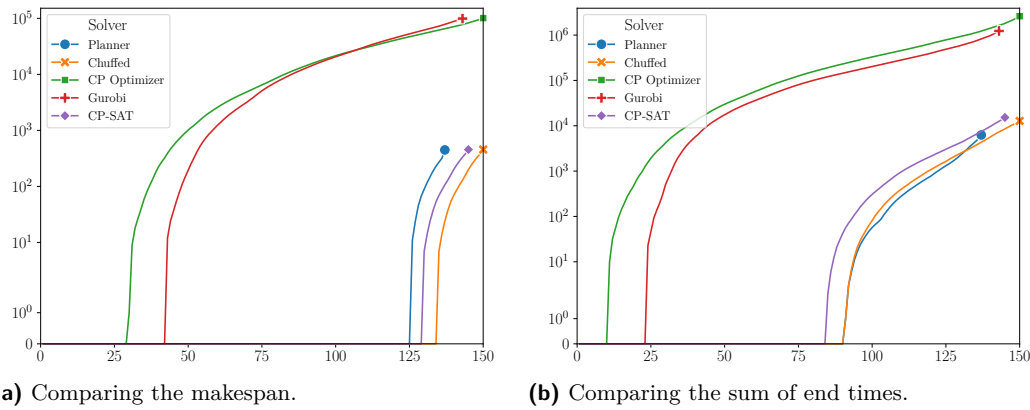 Solver
Planner
Chuffed
CP Optimizer
Gurobi
CP-SAT
10^5
10^4
10^3
10^2
10^1
10^0
0
0 25 50 75 100 125 150
a) Comparing the makespan.
Solver
Planner
Chuffed
CP Optimizer
Gurobi
CP-SAT
10^6
10^5
10^4
10^3
10^2
10^1
10^0
0
0 25 50 75 100 125 150
(b) Comparing the sum of end times.